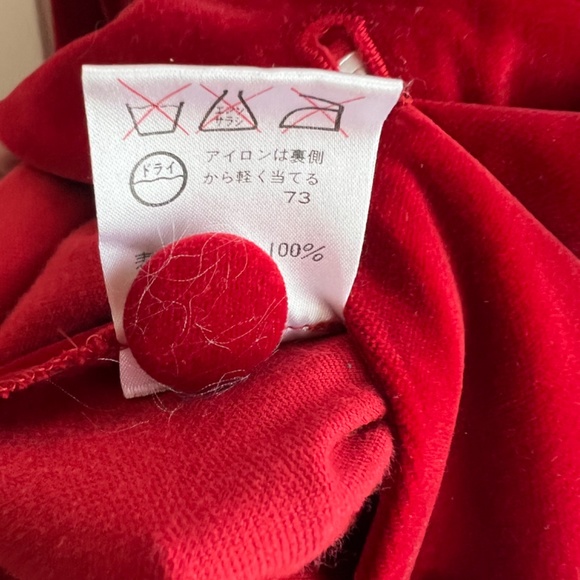 エンソ
サラシ
ドライ
アイロンは裏側
から軽く当てる
73
100%